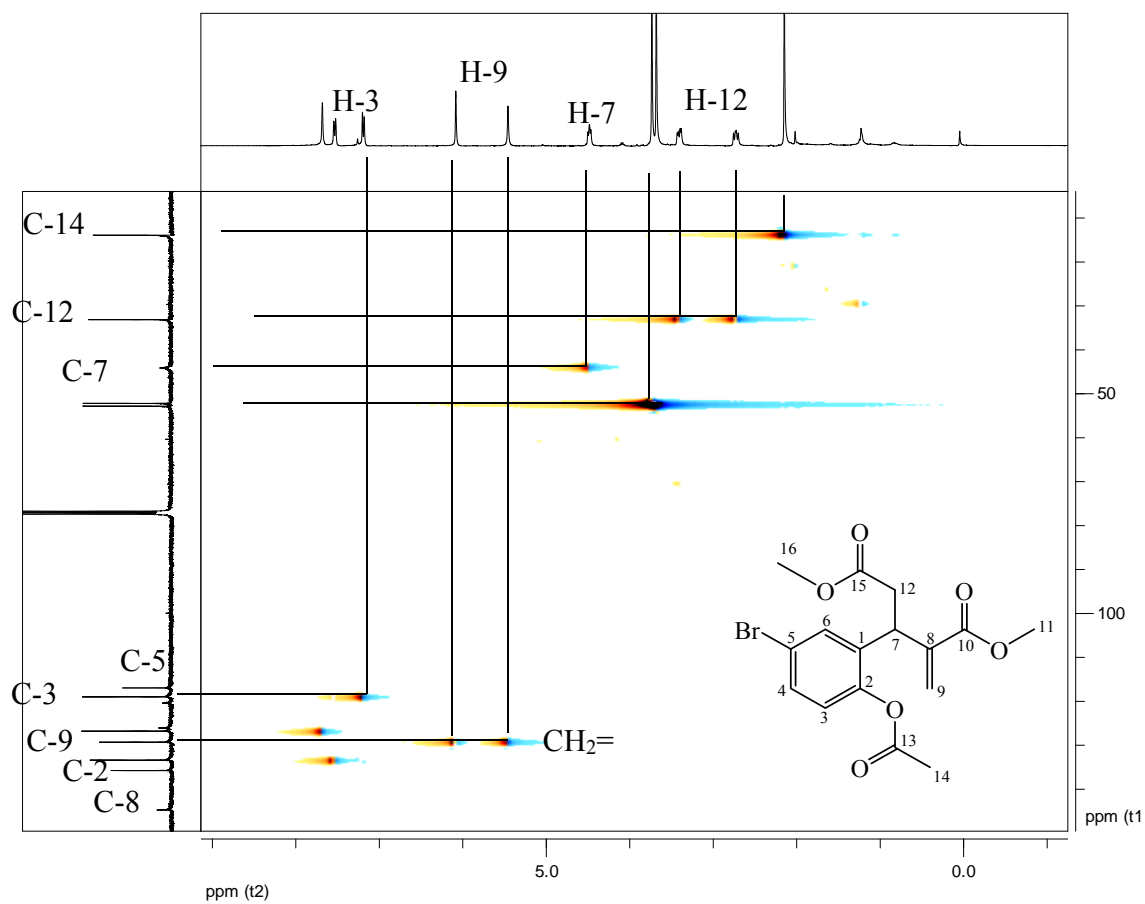 H-9
H-3
H-7
H-12
C-14
C-12
C-7
50
16
O
O
15
12
O
11
O
10
8
7
9
6
1
Br
5
4
3
2
O
13
O
14
100
C-5
C-3
C-9
CH₂=
C-2
C-8
ppm (t1
5.0
0.0
ppm (t2)